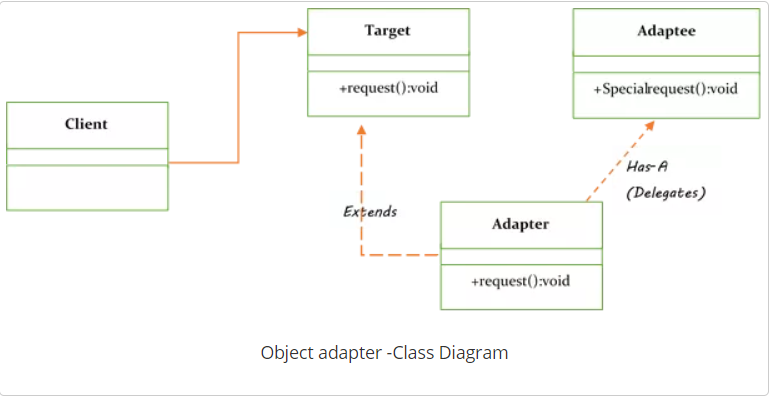 Target
Adaptee
+request():void
+Specialrequest():void
Client
Has-A
(Delegates)
Extends
Adapter
+request():void
Object adapter -Class Diagram